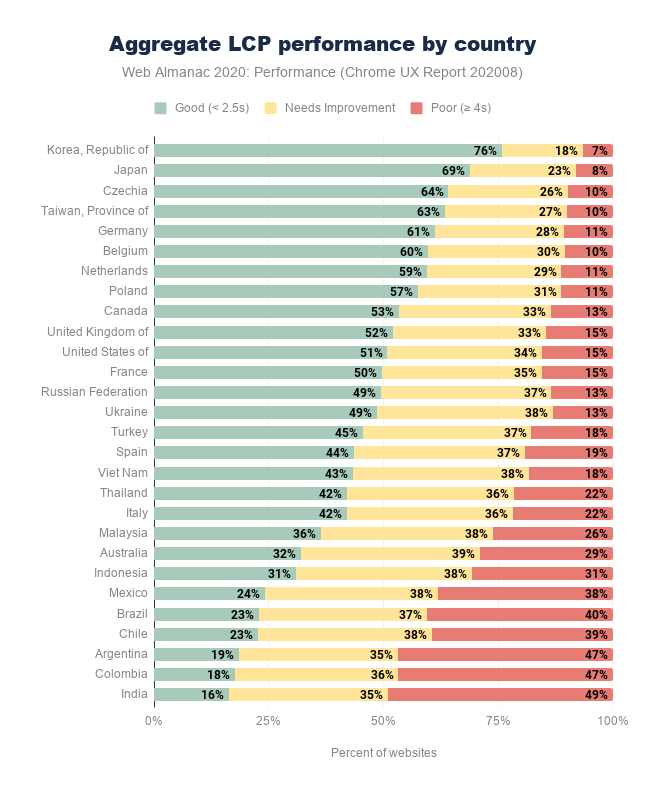 Aggregate LCP performance by country
Web Almanac 2020: Performance (Chrome UX Report 202008)
Good (< 2.5s) Needs Improvement Poor (≥ 4s)
Korea, Republic of 76% 18% 7%
Japan 69% 23% 8%
Czechia 64% 26% 10%
Taiwan, Province of 63% 27% 10%
Germany 61% 28% 11%
Belgium 60% 30% 10%
Netherlands 59% 29% 11%
Poland 57% 31% 11%
Canada 53% 33% 13%
United Kingdom of 52% 33% 15%
United States of 51% 34% 15%
France 50% 35% 15%
Russian Federation 49% 37% 13%
Ukraine 49% 38% 13%
Turkey 45% 37% 18%
Spain 44% 37% 19%
Viet Nam 43% 38% 18%
Thailand 42% 36% 22%
Italy 42% 36% 22%
Malaysia 36% 38% 26%
Australia 32% 39% 29%
Indonesia 31% 38% 31%
Mexico 24% 38% 38%
Brazil 23% 37% 40%
Chile 23% 38% 39%
Argentina 19% 35% 47%
Colombia 18% 36% 47%
India 16% 35% 49%
0% 25% 50% 75% 100%
Percent of websites